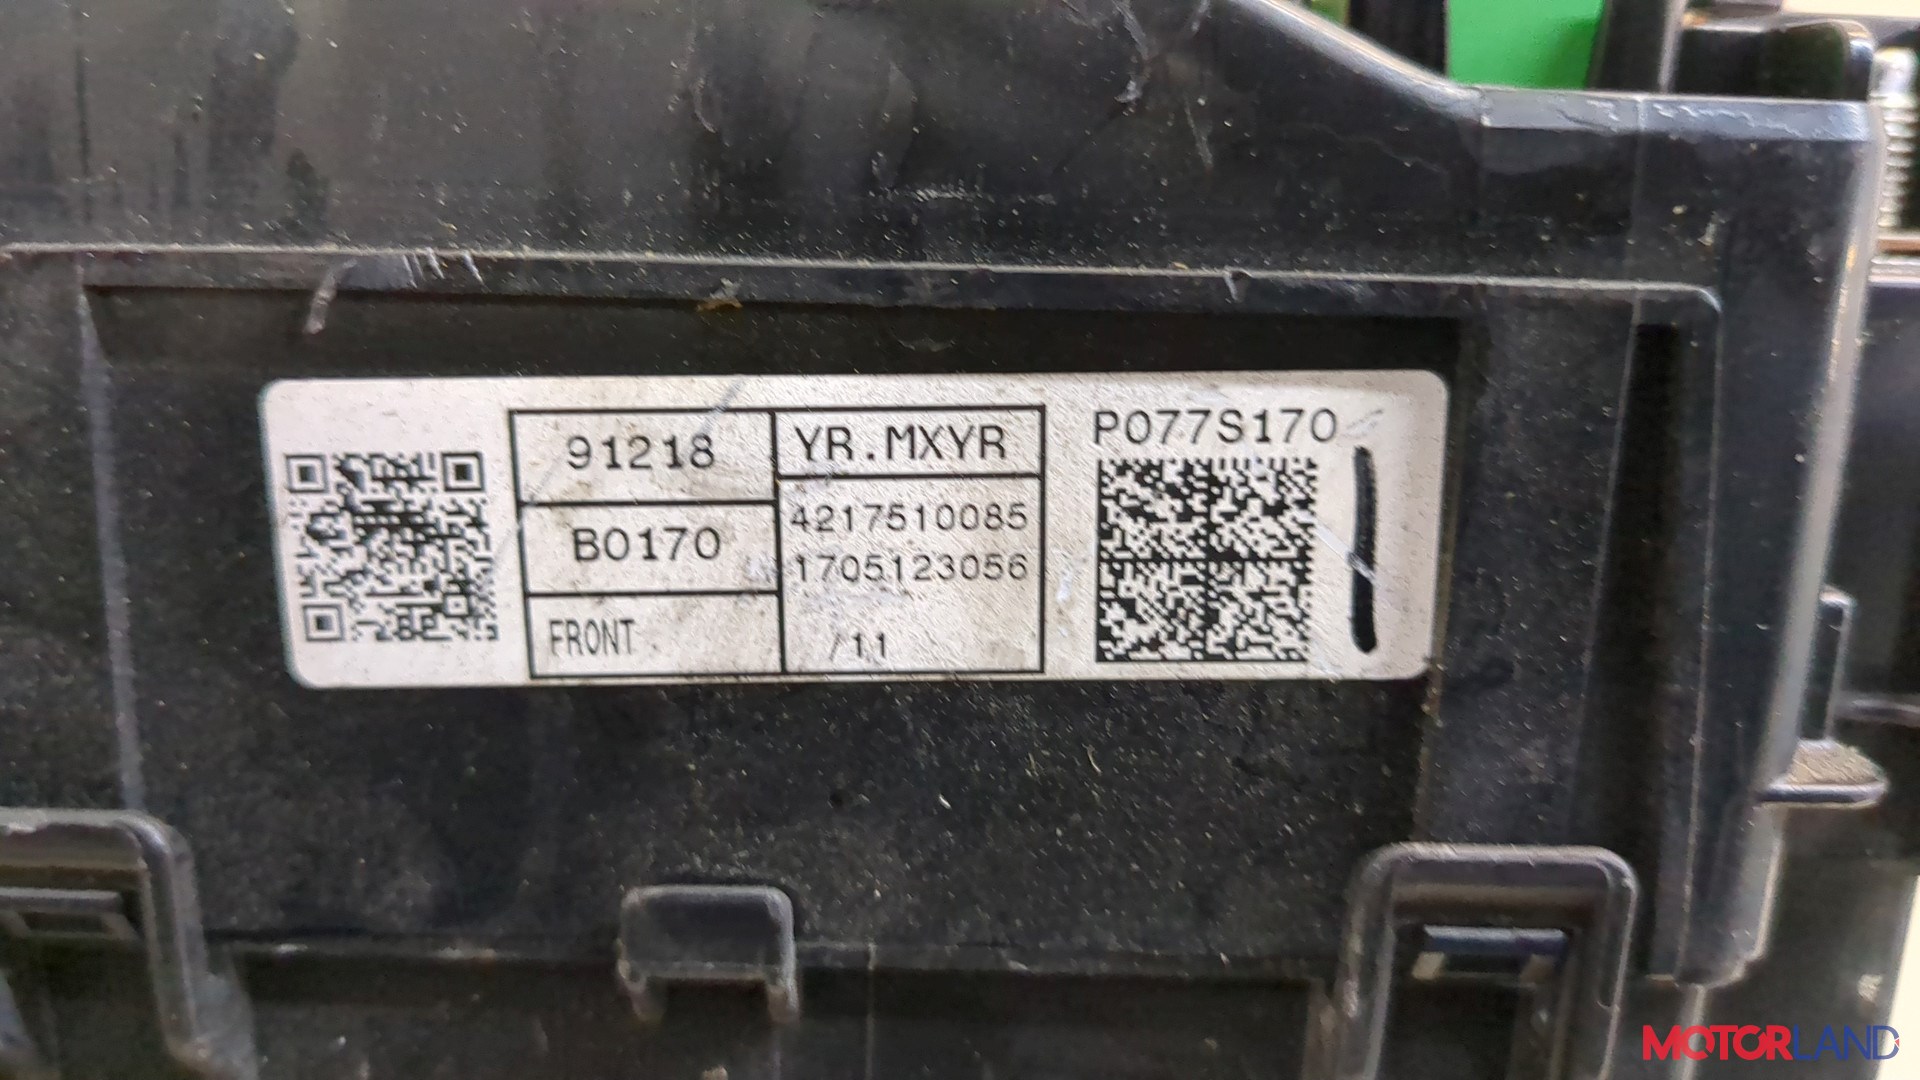 91218
B0170
FRONT
YR.MXYR
4217510085
1705123056
/11
P077S170
MOTORLAND